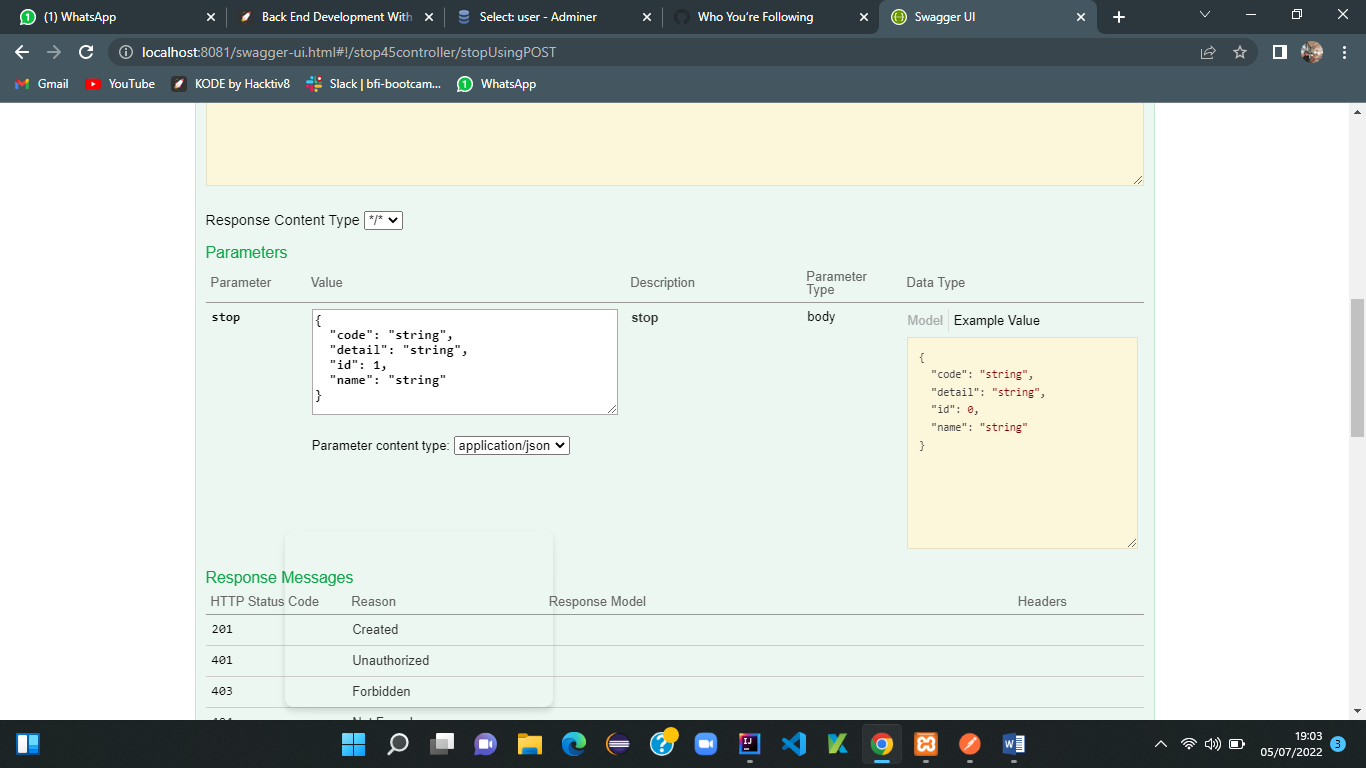 (1) WhatsApp
Back End Development With
Select: user - Adminer
Who You're Following
Swagger UI
localhost:8081/swagger-ui.html#!/stop45controller/stopUsingPOST
Gmail
YouTube
KODE by Hacktiv8
Slack | bfi-bootcam...
WhatsApp
Response Content Type */*
Parameters
Parameter Value Description Parameter Type Data Type
stop
{
"code": "string",
"detail": "string",
"id": 1,
"name": "string"
}
Parameter content type: application/json
stop
body
Model Example Value
{
"code": "string",
"detail": "string",
"id": 0,
"name": "string"
}
Response Messages
HTTP Status Code Reason Response Model Headers
201 Created
401 Unauthorized
403 Forbidden
19:03
05/07/2022
3